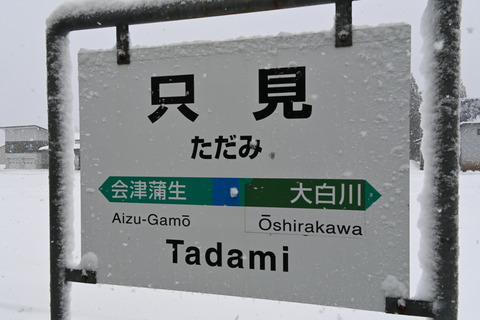 只見
ただみ
会津蒲生 大白川
Aizu-Gamō Ōshirakawa
Tadami